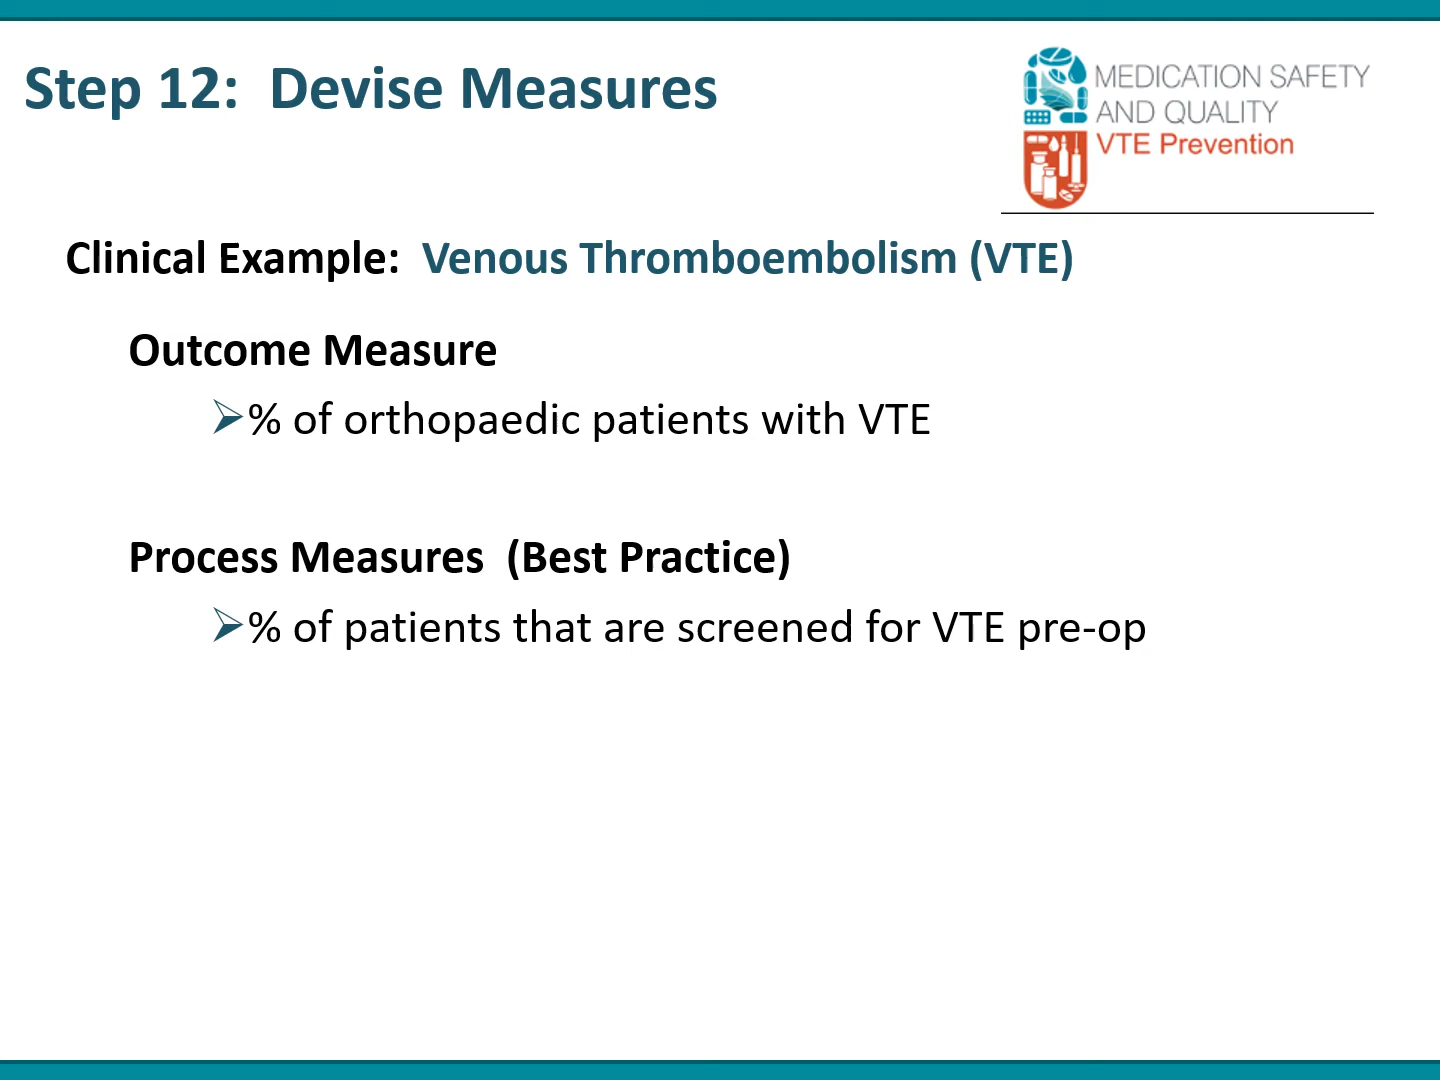 Step 12:  Devise Measures
MEDICATION SAFETY
AND QUALITY
VTE Prevention
Clinical Example:  Venous Thromboembolism (VTE)
Outcome Measure
➢% of orthopaedic patients with VTE
Process Measures  (Best Practice)
➢% of patients that are screened for VTE pre-op